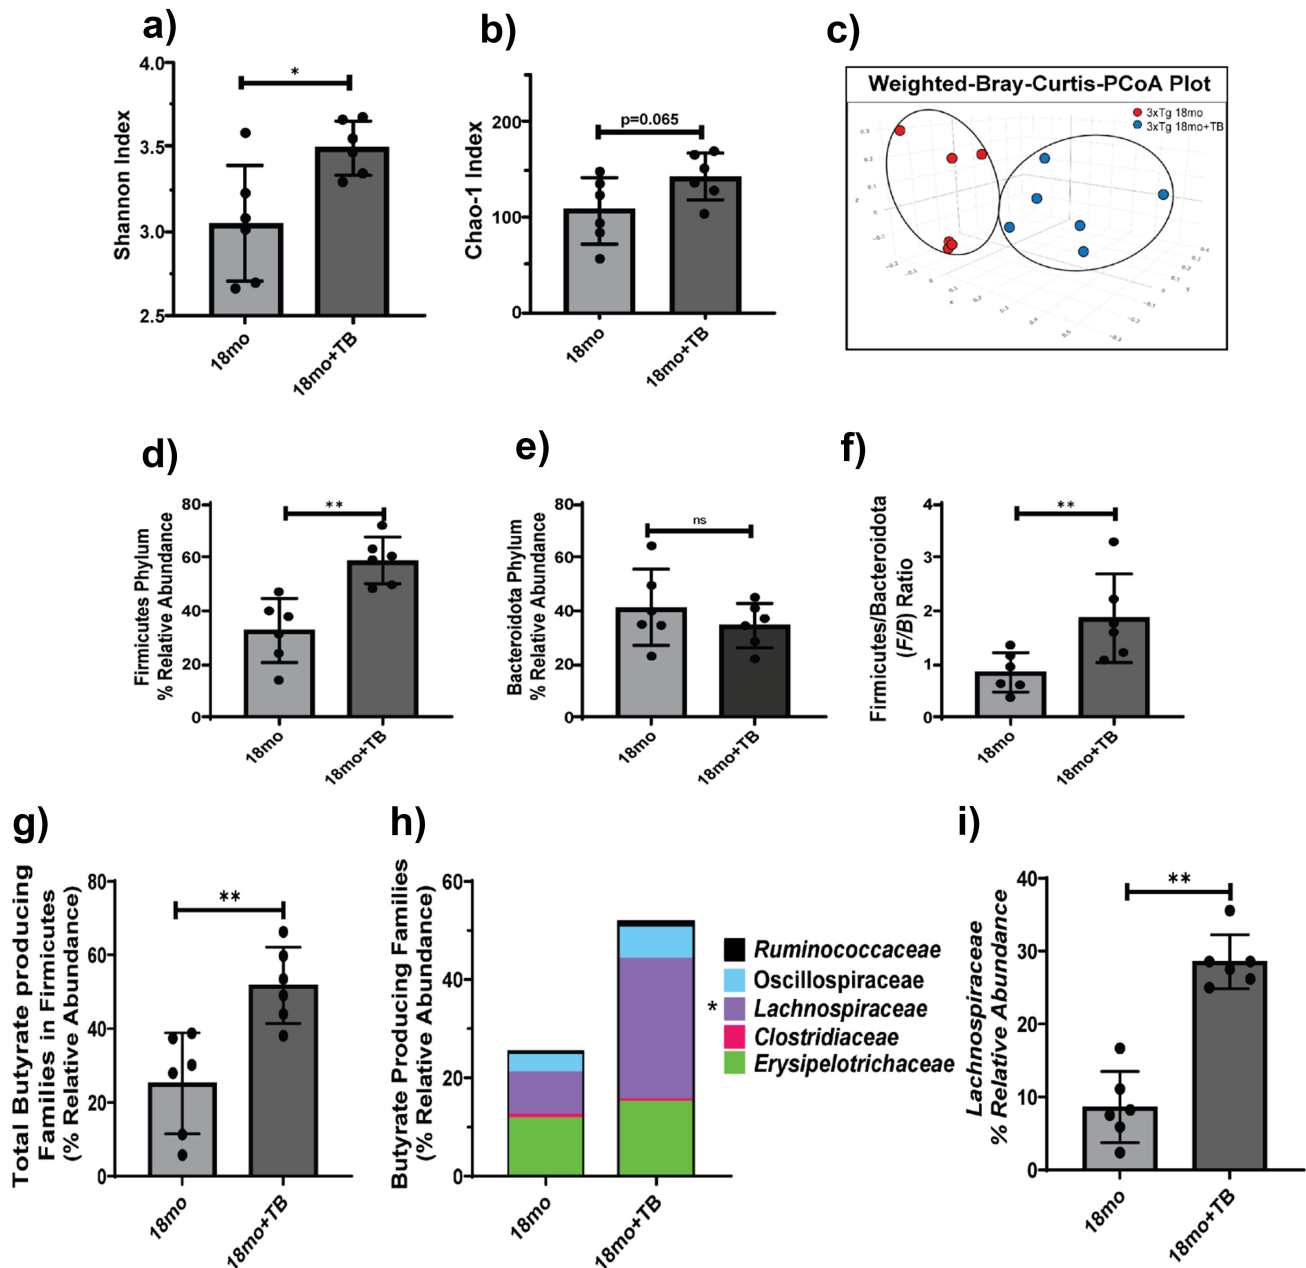 a)
4.0
3.5
3.0
2.5
Shannon Index
*
18mo
18mo+TB
b)
200
100
0
Chao-1 Index
p=0.065
18mo
18mo+TB
c)
Weighted-Bray-Curtis-PCoA Plot
3xTg 18mo
3xTg 18mo+TB
d)
80
60
40
20
0
Firmicutes Phylum
% Relative Abundance
**
18mo
18mo+TB
e)
80
60
40
20
0
Bacteroidota Phylum
% Relative Abundance
ns
18mo
18mo+TB
f)
4
3
2
1
0
Firmicutes/Bacteroidota
(F/B) Ratio
**
18mo
18mo+TB
g)
80
60
40
20
0
Total Butyrate producing
Families in Firmicutes
(% Relative Abundance)
**
18mo
18mo+TB
h)
60
40
20
0
Butyrate Producing Families
(% Relative Abundance)
18mo
18mo+TB
Ruminococcaceae
Oscillospiraceae
* Lachnospiraceae
Clostridiaceae
Erysipelotrichaceae
i)
40
30
20
10
0
Lachnospiraceae
% Relative Abundance
**
18mo
18mo+TB